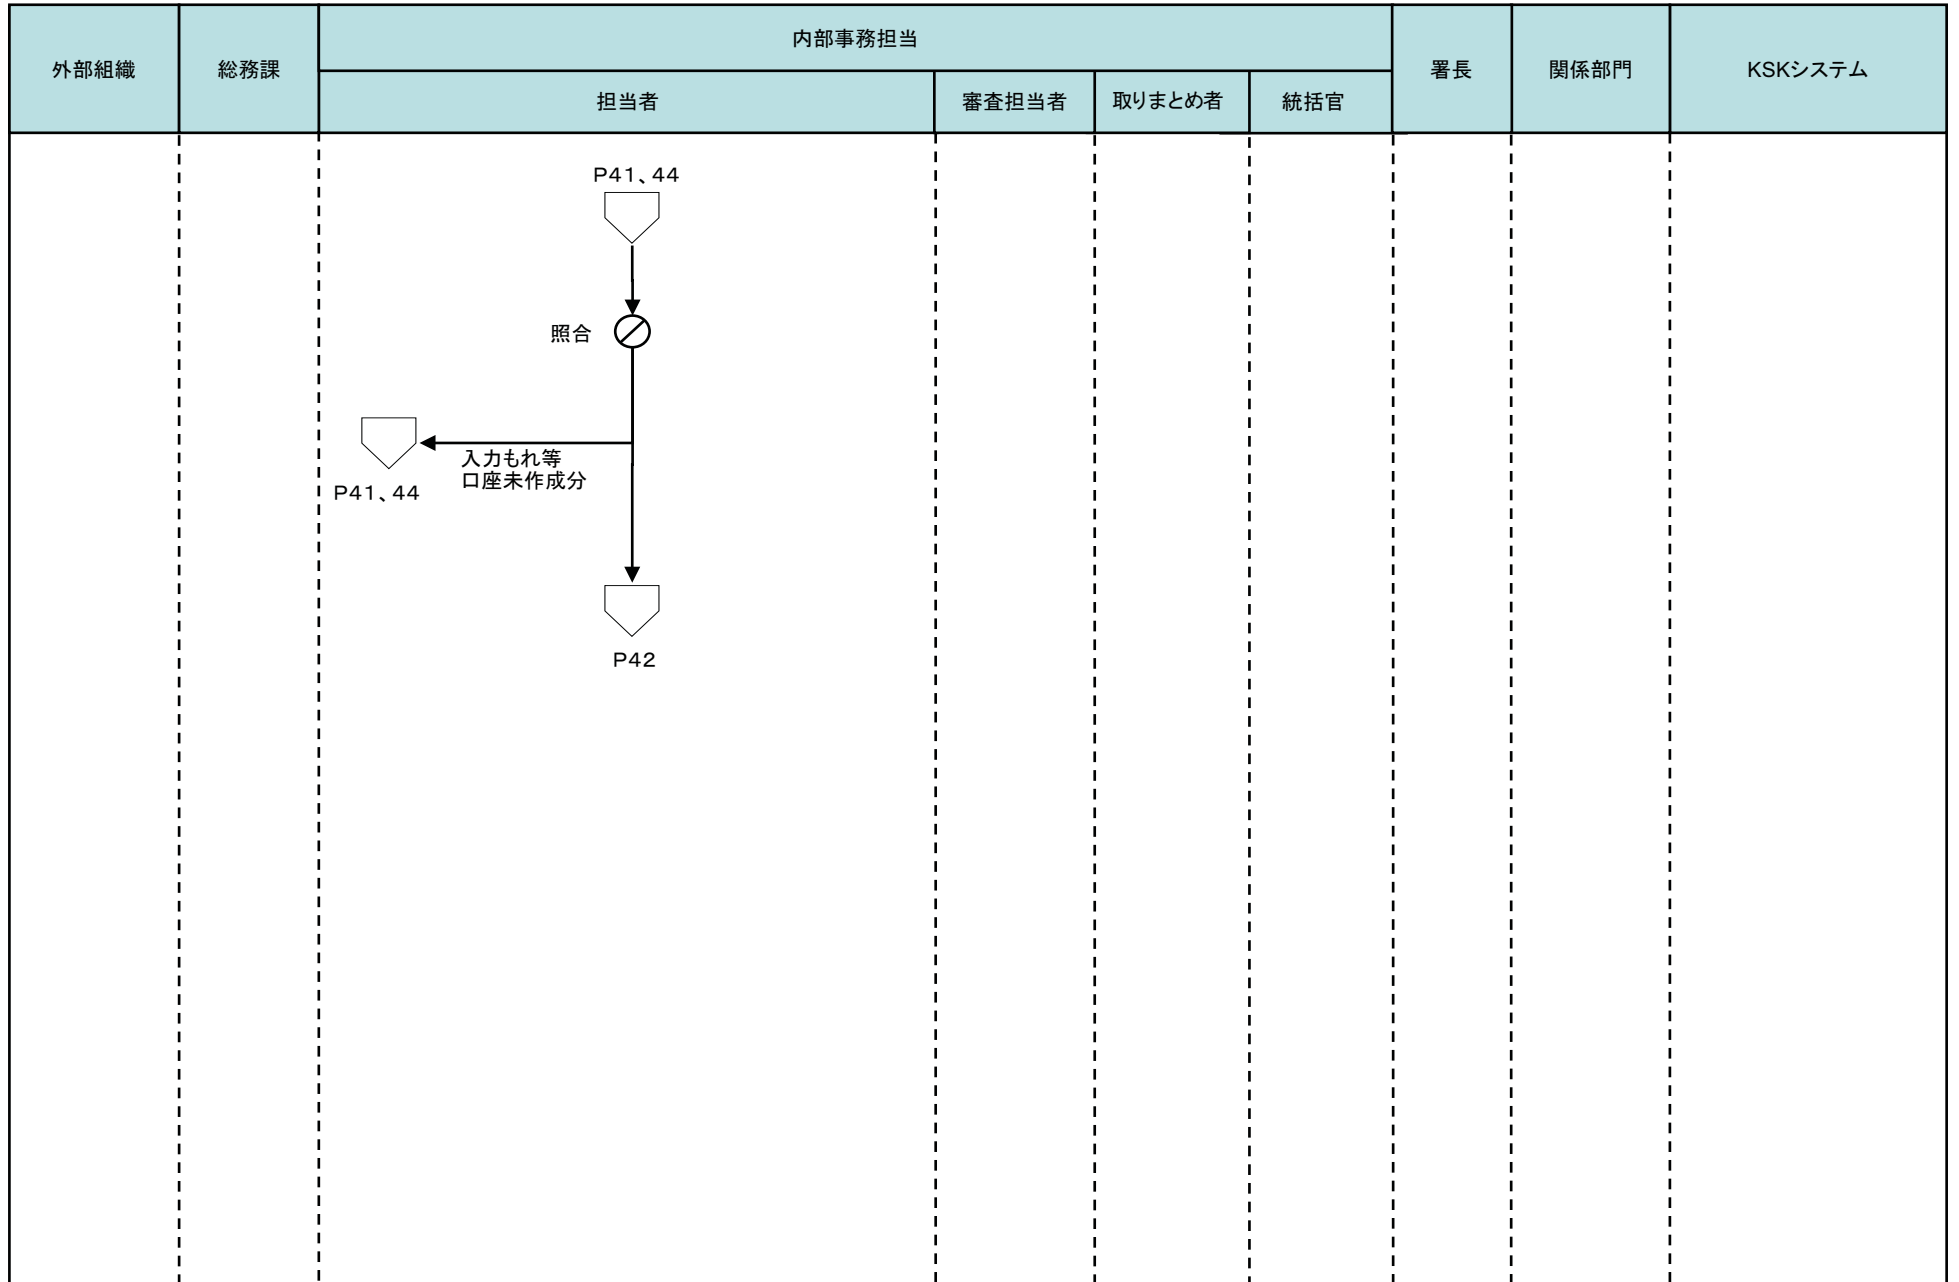 外部組織
総務課
内部事務担当
担当者
審査担当者
取りまとめ者
統括官
署長
関係部門
KSKシステム
P41、44
照合
入力もれ等
口座未作成分
P41、44
P42